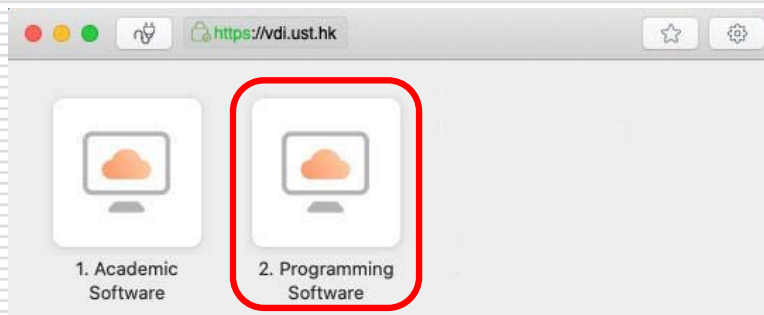 https://vdi.ust.hk
1. Academic
Software
2. Programming
Software